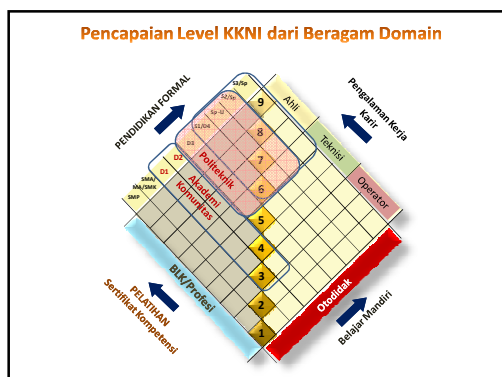 Pencapaian Level KKNI dari Beragam Domain
PENDIDIKAN FORMAL
Pengalaman Kerja
Karir
S3/Sp
S2/Sp
Sp-U
S1/D4
D3
D2
D1
SMA/
MA/SMK
SMP
9
8
7
6
5
4
3
2
1
Ahli
Teknisi
Operator
Politeknik
Akademi
Komunitas
BLK/Profesi
Otodidak
PELATIHAN
Sertifikat Kompetensi
Belajar Mandiri